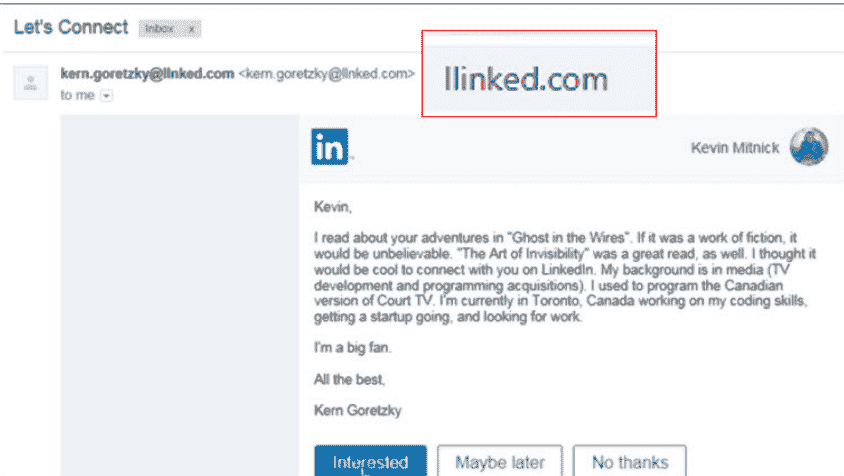 Let's Connect Inbox x
kern.goretzky@llnked.com <kern.goretzky@llnked.com>
to me
llinked.com
in
Kevin Mitnick
Kevin,
I read about your adventures in "Ghost in the Wires". If it was a work of fiction, it
would be unbelievable. "The Art of Invisibility" was a great read, as well. I thought it
would be cool to connect with you on LinkedIn. My background is in media (TV
development and programming acquisitions). I used to program the Canadian
version of Court TV. I'm currently in Toronto, Canada working on my coding skills,
getting a startup going, and looking for work.
I'm a big fan.
All the best,
Kern Goretzky
Interested
Maybe later
No thanks